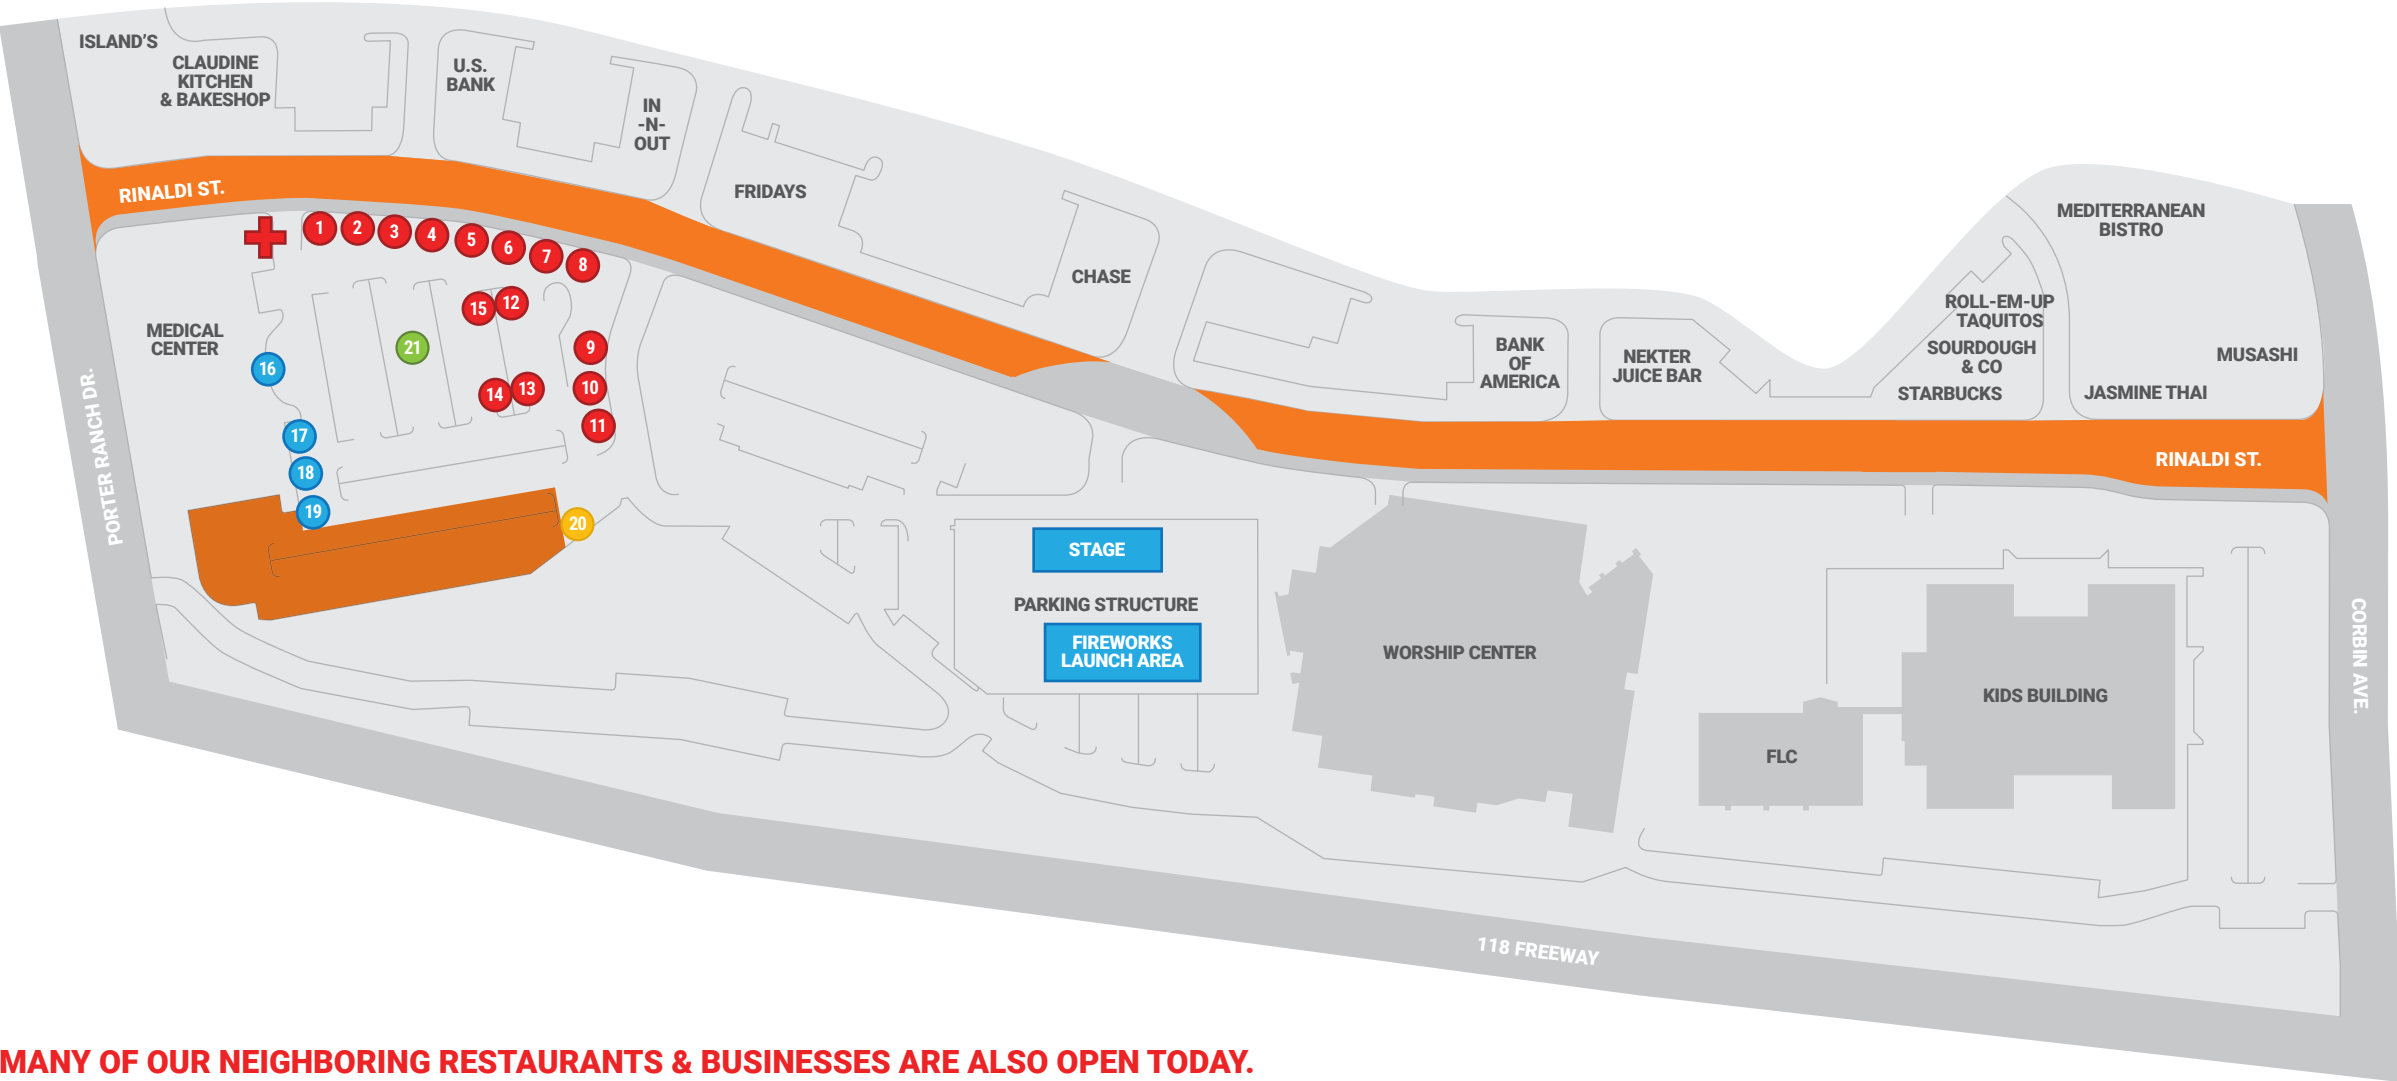 ISLAND'S
CLAUDINE
KITCHEN
& BAKESHOP
U.S.
BANK
IN
-N-
OUT
FRIDAYS
CHASE
BANK
OF
AMERICA
NEKTER
JUICE BAR
ROLL-EM-UP
TAQUITOS
SOURDOUGH
& CO
STARBUCKS
MEDITERRANEAN
BISTRO
MUSASHI
JASMINE THAI
RINALDI ST.
RINALDI ST.
1
2
3
4
5
6
7
8
15
12
21
9
10
11
14
13
MEDICAL
CENTER
16
17
18
19
20
PORTER RANCH DR.
STAGE
PARKING STRUCTURE
FIREWORKS
LAUNCH AREA
WORSHIP CENTER
FLC
KIDS BUILDING
CORBIN AVE.
118 FREEWAY
MANY OF OUR NEIGHBORING RESTAURANTS & BUSINESSES ARE ALSO OPEN TODAY.